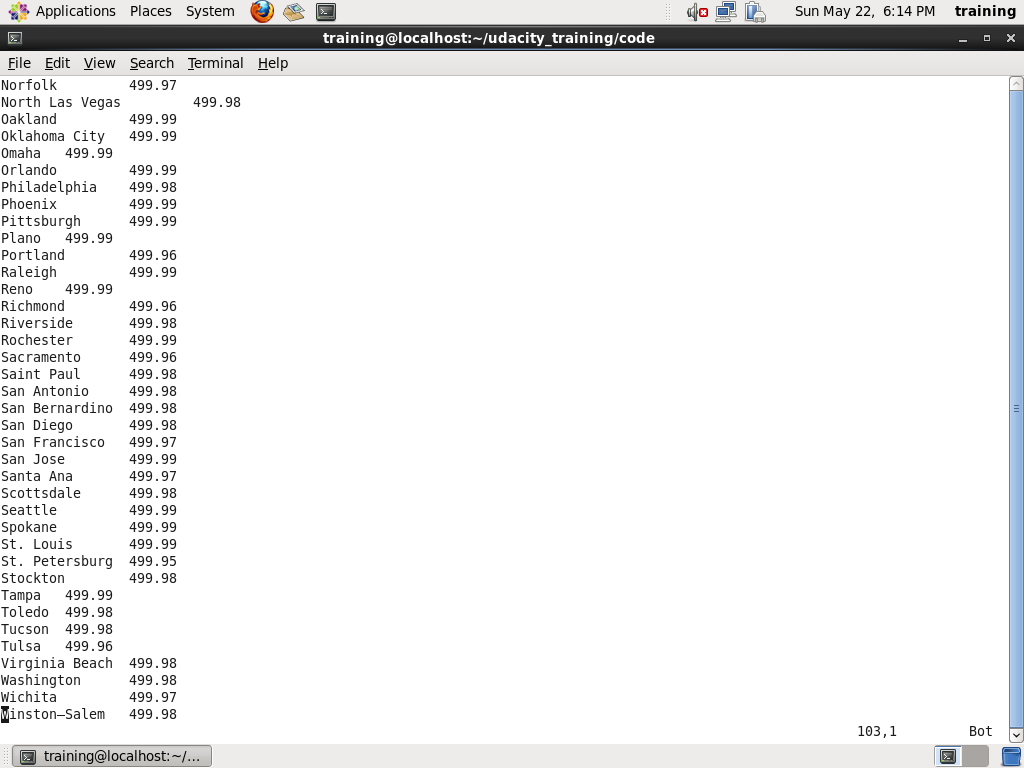 Applications Places System Sun May 22, 6:14 PM training
training@localhost:~/udacity_training/code
File Edit View Search Terminal Help
Norfolk 499.97
North Las Vegas 499.98
Oakland 499.99
Oklahoma City 499.99
Omaha 499.99
Orlando 499.99
Philadelphia 499.98
Phoenix 499.99
Pittsburgh 499.99
Plano 499.99
Portland 499.96
Raleigh 499.99
Reno 499.99
Richmond 499.96
Riverside 499.98
Rochester 499.99
Sacramento 499.96
Saint Paul 499.98
San Antonio 499.98
San Bernardino 499.98
San Diego 499.98
San Francisco 499.97
San Jose 499.99
Santa Ana 499.97
Scottsdale 499.98
Seattle 499.99
Spokane 499.99
St. Louis 499.99
St. Petersburg 499.95
Stockton 499.98
Tampa 499.99
Toledo 499.98
Tucson 499.98
Tulsa 499.96
Virginia Beach 499.98
Washington 499.98
Wichita 499.97
Winston–Salem 499.98
103,1 Bot
training@localhost:~/...